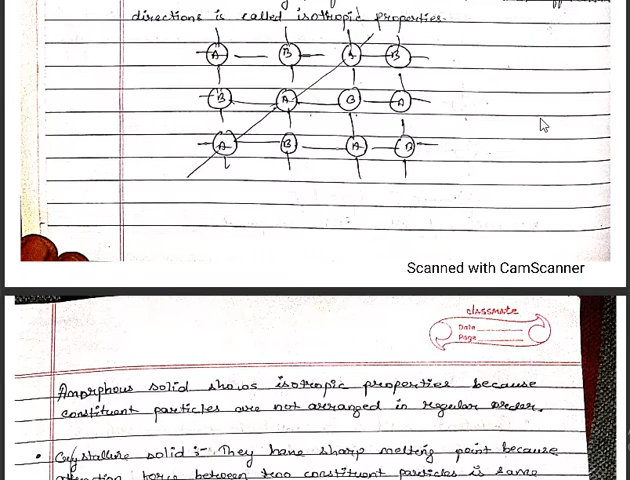 directions is called isotropic properties.
A B A B
B A B A
A B A B
Scanned with CamScanner
classmate
Date
Page
Amorphous solid shows isotropic properties because
constituent particles are not arranged in regular order.
• Crystalline solid :- They have sharp melting point because
attraction force between two constituent particles is same